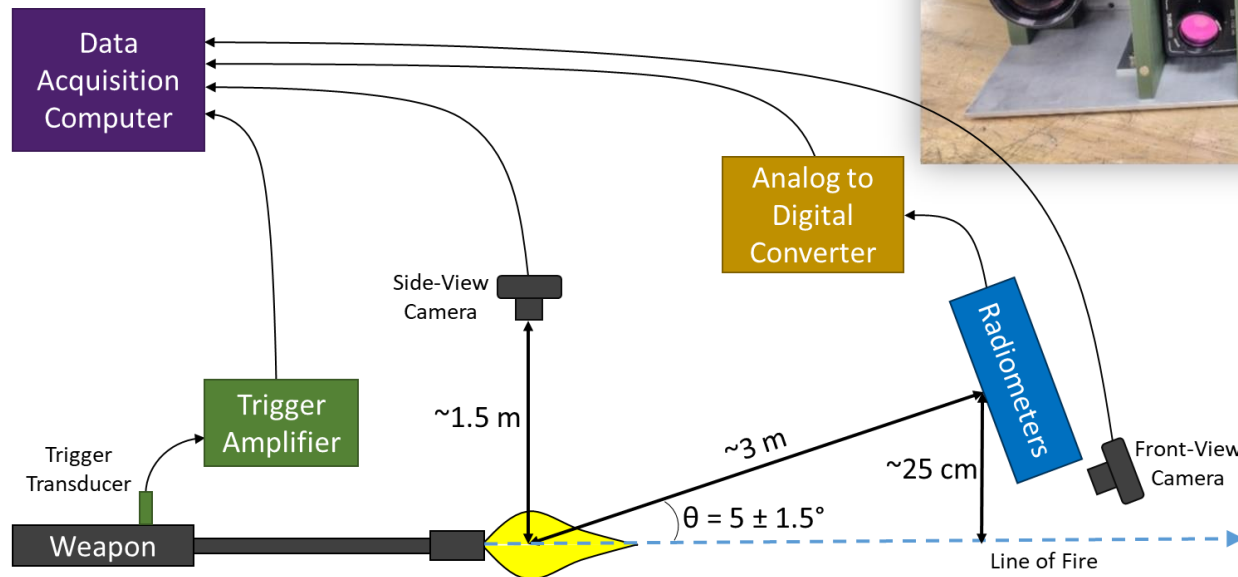 Data
Acquisition
Computer
Analog to
Digital
Converter
Side-View
Camera
Radiometers
~1.5 m
Trigger
Amplifier
~3 m
~25 cm
Front-View
Camera
Trigger
Transducer
θ = 5 ± 1.5°
Weapon
Line of Fire